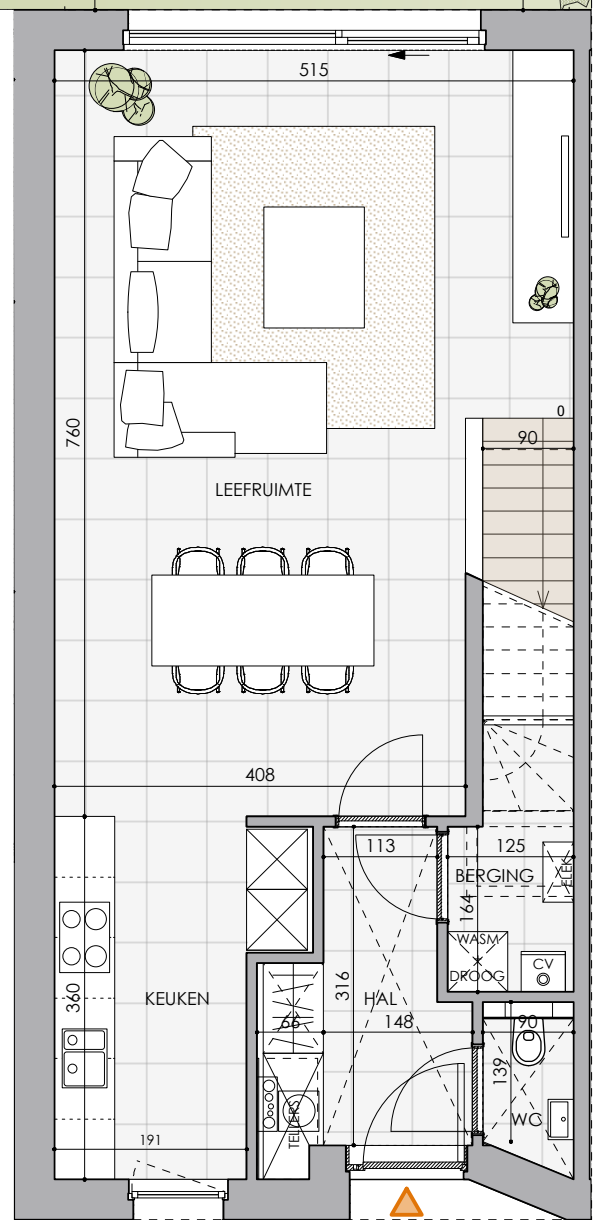 515
760
0
90
LEEFRUIMTE
408
113
125
BERGING
ELEK
164
WASM
DROOG
CV
360
KEUKEN
316
HAL
66
148
90
139
TELLERS
WC
191